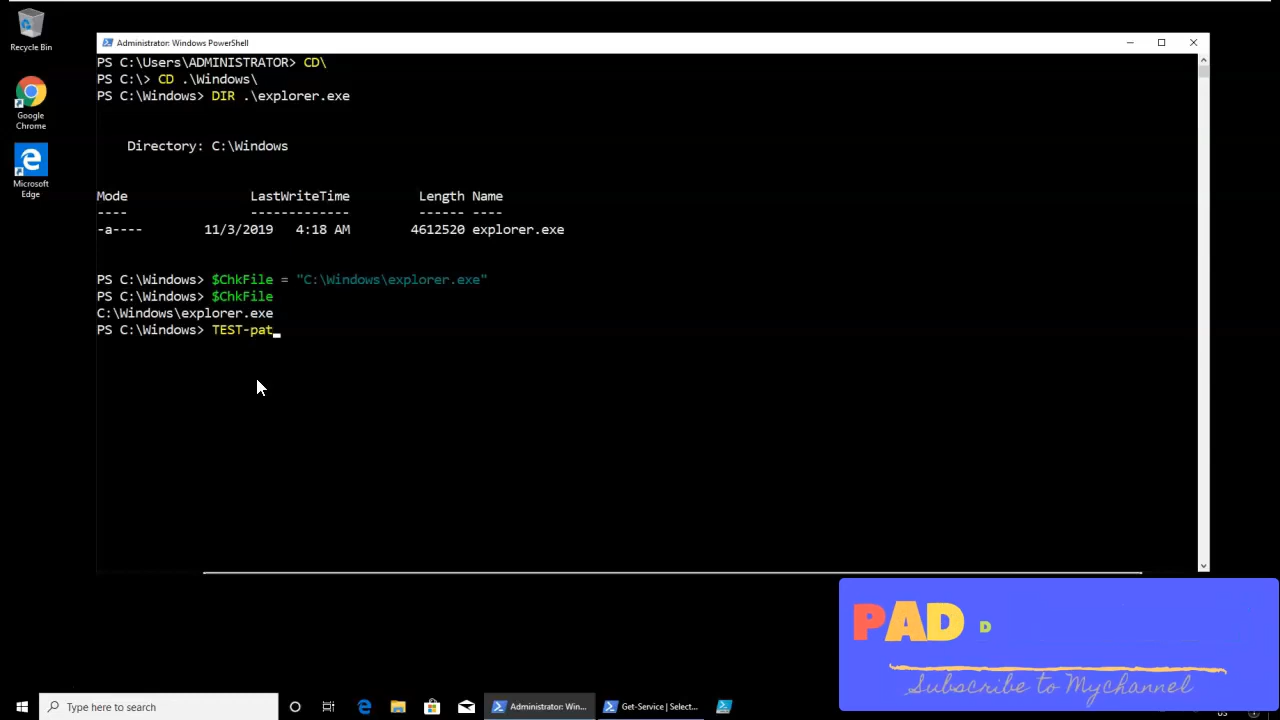 Recycle Bin
Google
Chrome
Microsoft
Edge
Administrator: Windows PowerShell
PS C:\Users\ADMINISTRATOR> CD\
PS C:\> CD .\Windows\
PS C:\Windows> DIR .\explorer.exe
Directory: C:\Windows
Mode LastWriteTime Length Name
---- ------------- ------ ----
-a---- 11/3/2019 4:18 AM 4612520 explorer.exe
PS C:\Windows> $ChkFile = "C:\Windows\explorer.exe"
PS C:\Windows> $ChkFile
C:\Windows\explorer.exe
PS C:\Windows> TEST-pat
PAD D
Subscribe to Mychannel
Type here to search
Administrator: Win...
Get-Service | Select...